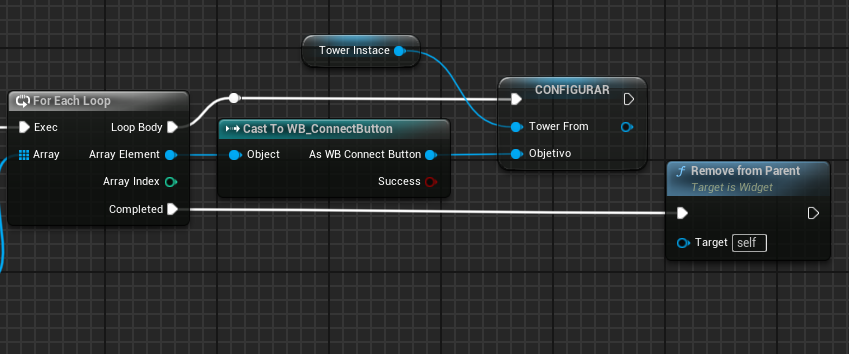 Tower Instace
For Each Loop
Exec
Loop Body
Array
Array Element
Array Index
Completed
Cast To WB_ConnectButton
Object
As WB Connect Button
Success
CONFIGURAR
Tower From
Objetivo
f Remove from Parent
Target is Widget
Target self